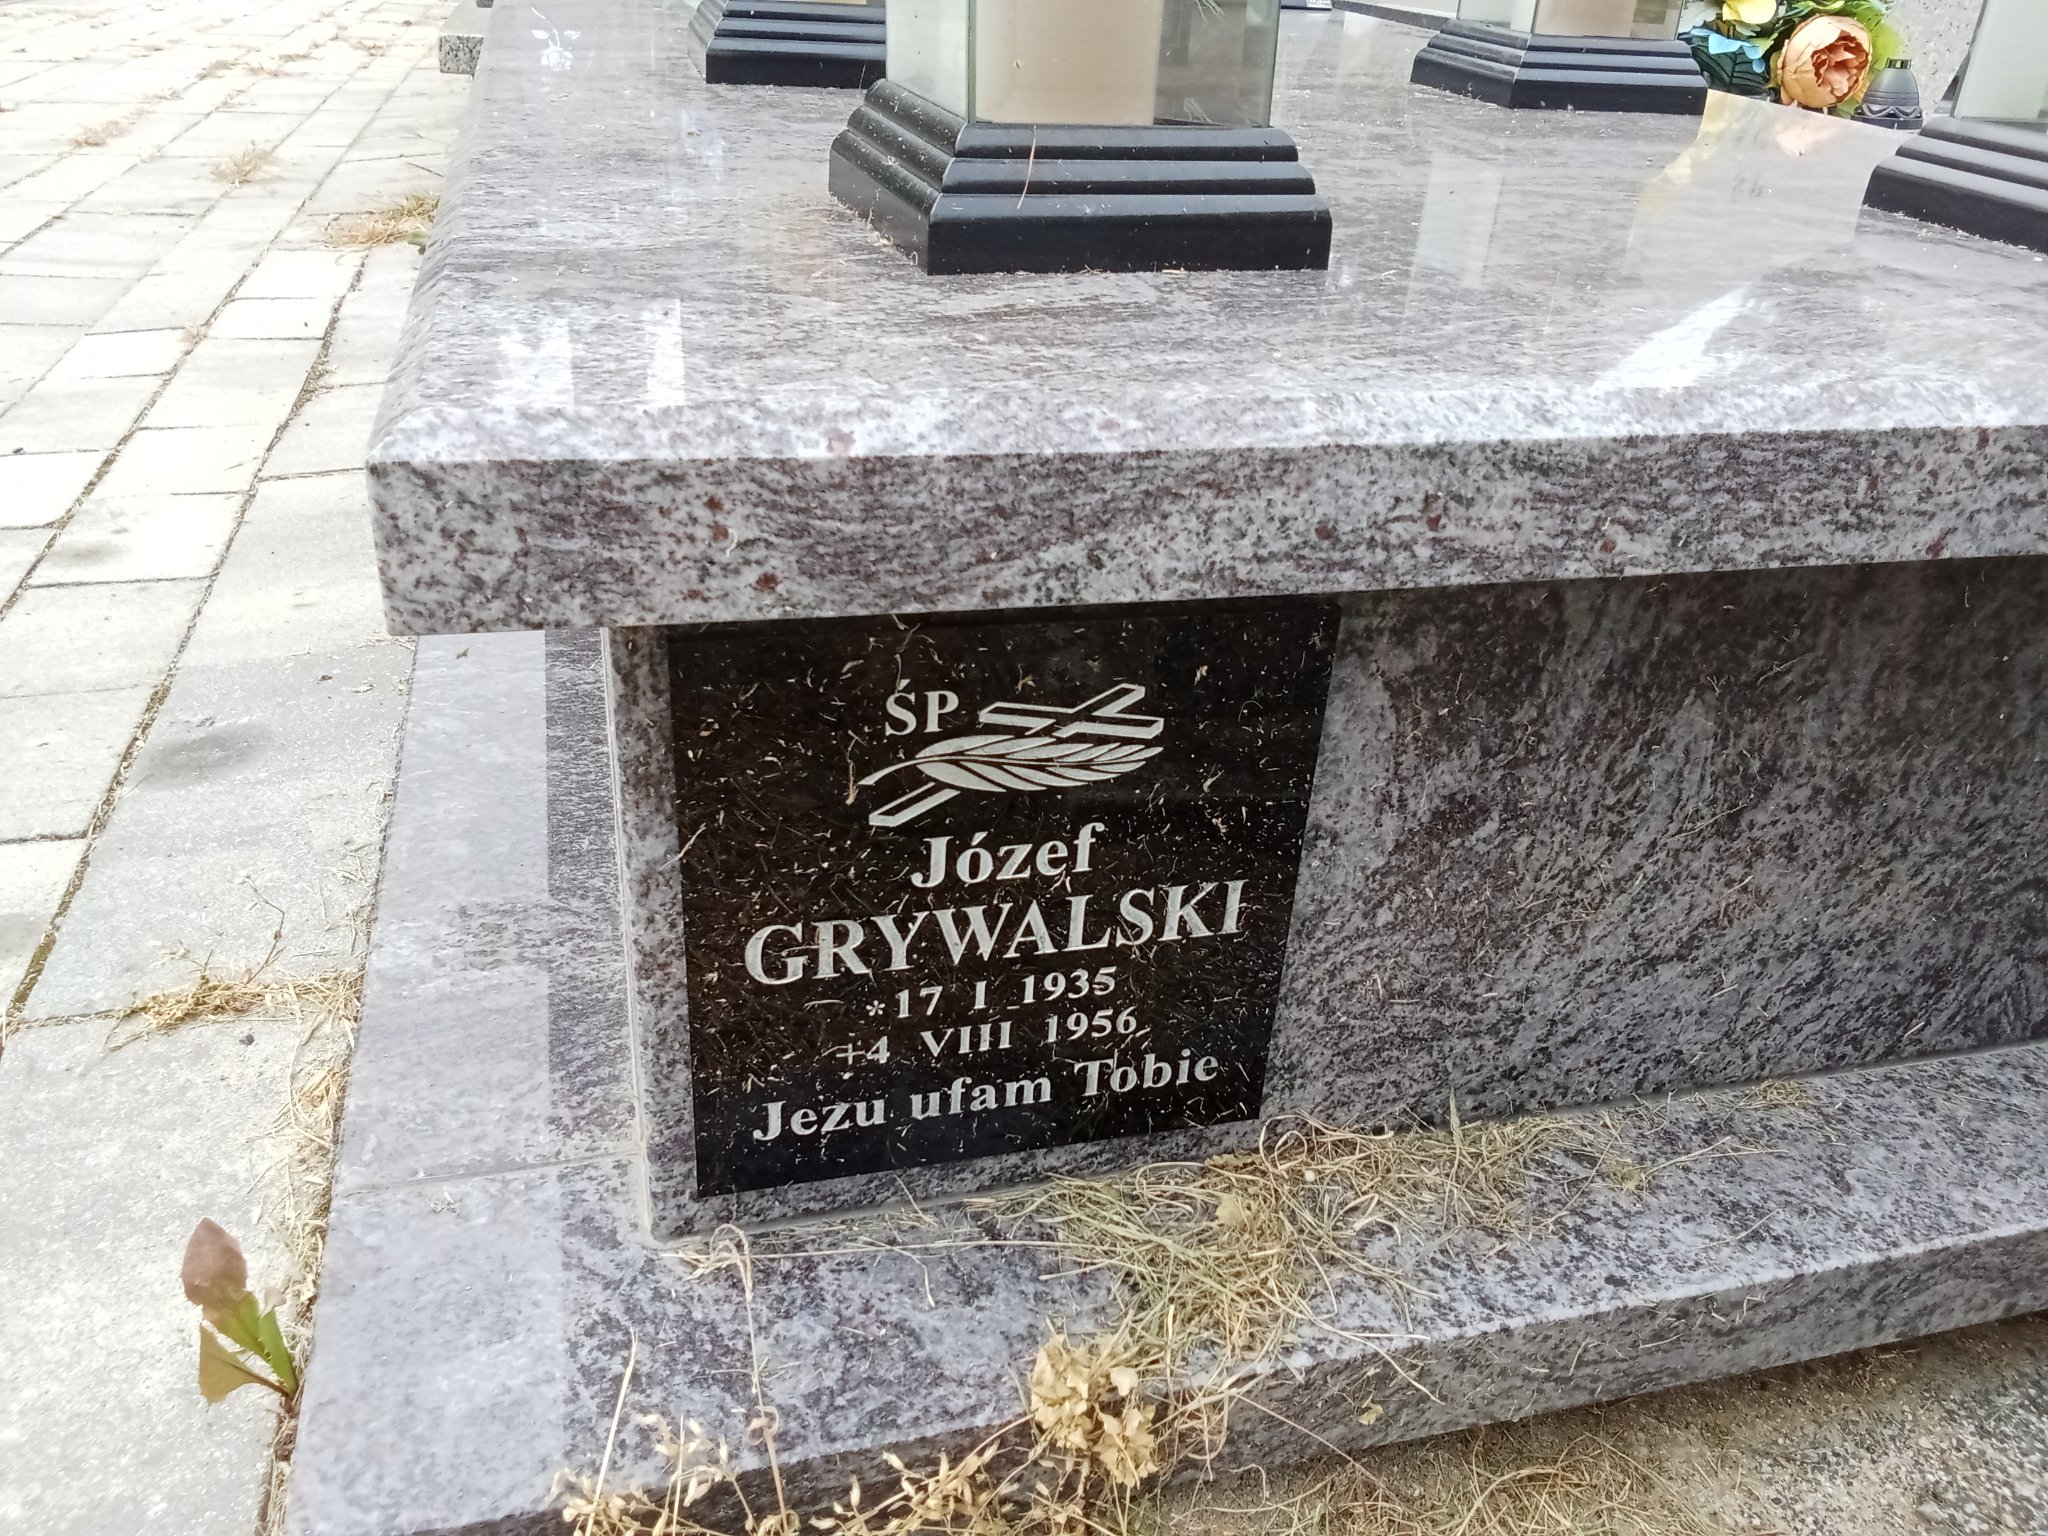 ŚP
Józef
GRYWALSKI
*17 I 1935
+4 VIII 1956
Jezu ufam Tobie